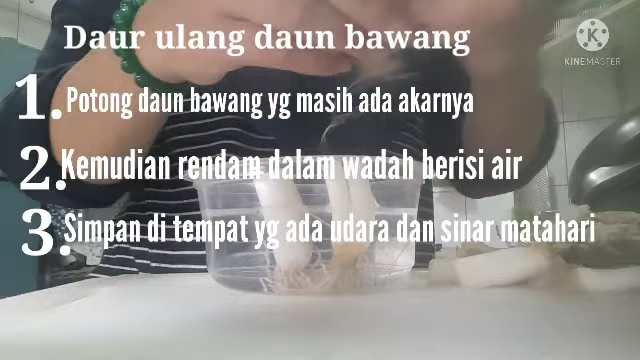 Daur ulang daun bawang
KINEMASTER
1. Potong daun bawang yg masih ada akarnya
2. Kemudian rendam dalam wadah berisi air
3. Simpan di tempat yg ada udara dan sinar matahari